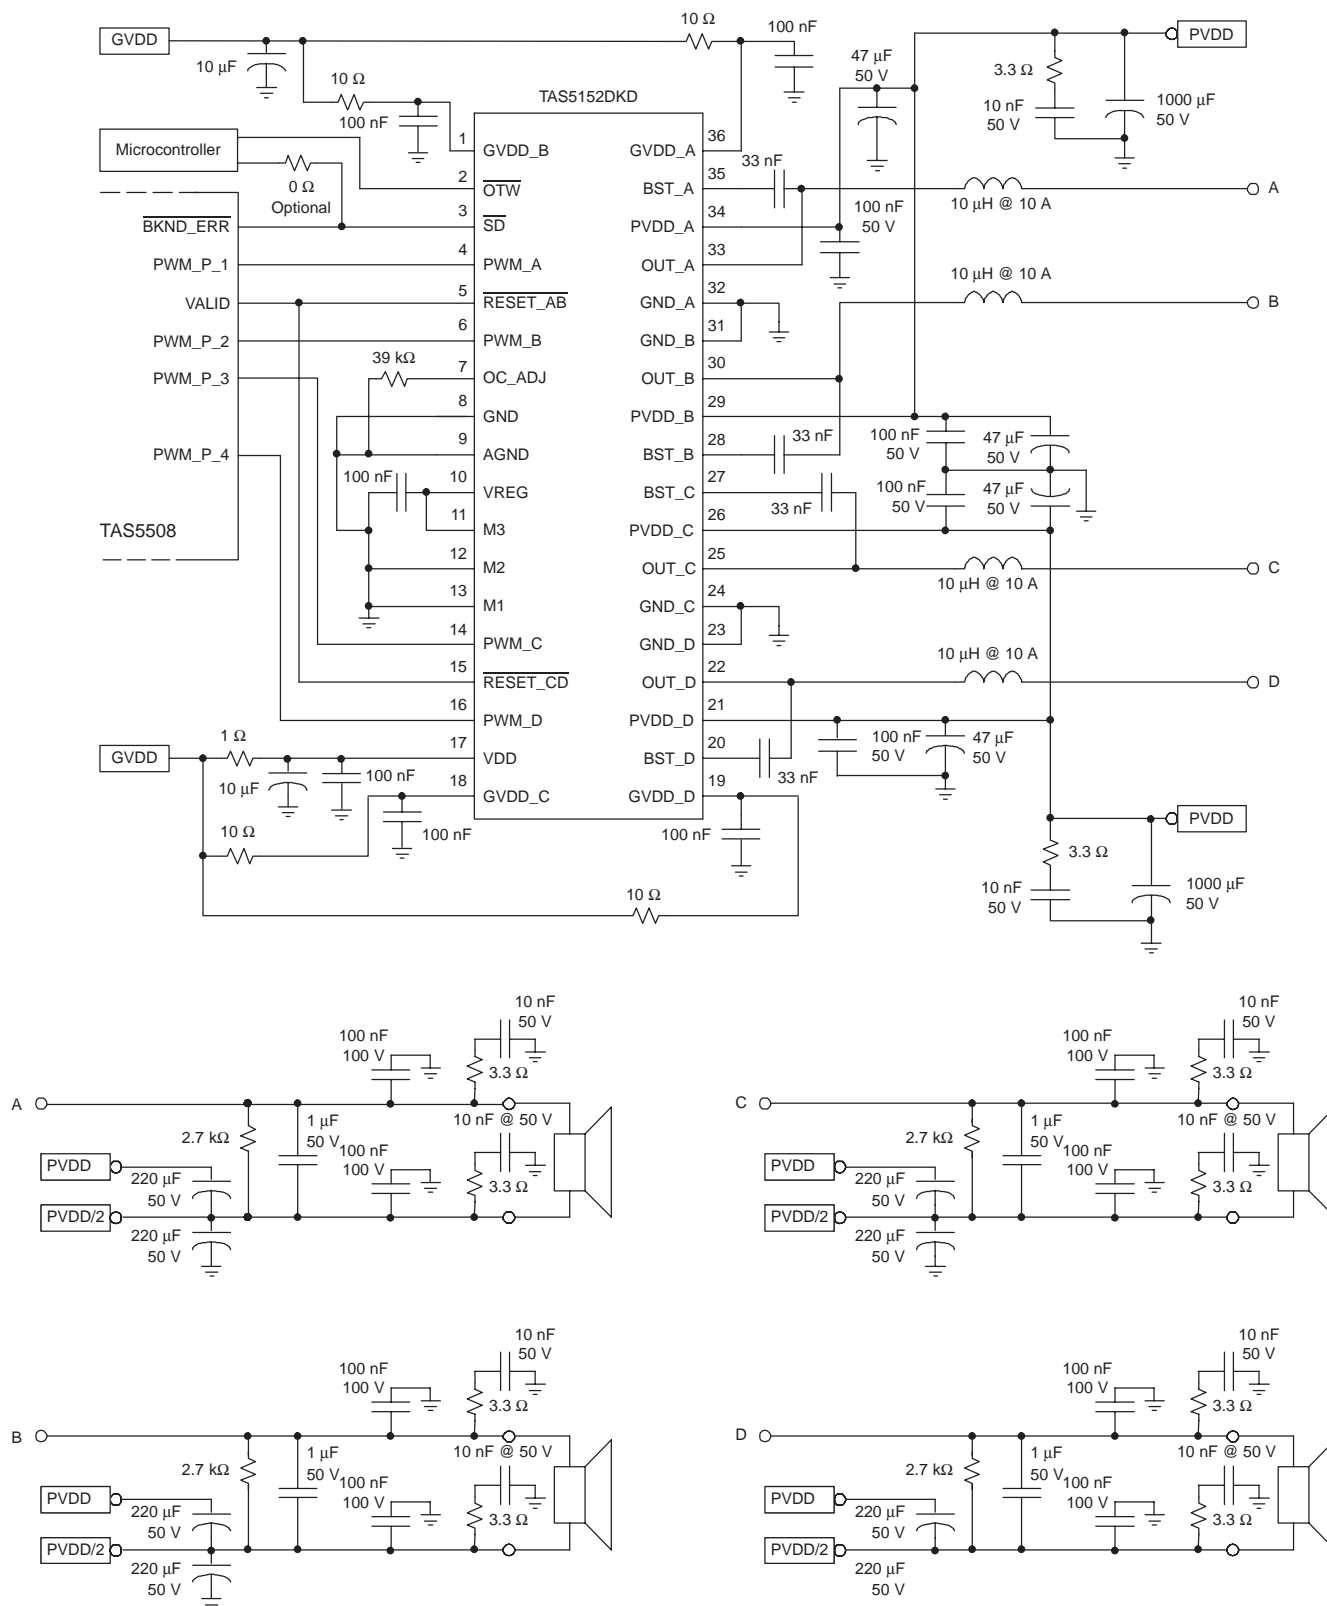 GVDD
10 µF
10 Ω
100 nF
10 Ω
100 nF
47 µF
50 V
PVDD
3.3 Ω
10 nF
50 V
1000 µF
50 V
TAS5152DKD
Microcontroller
0 Ω
Optional
BKND_ERR
PWM_P_1
VALID
PWM_P_2
PWM_P_3
PWM_P_4
TAS5508
39 kΩ
100 nF
1
GVDD_B
2
OTW
3
SD
4
PWM_A
5
RESET_AB
6
PWM_B
7
OC_ADJ
8
GND
9
AGND
10
VREG
11
M3
12
M2
13
M1
14
PWM_C
15
RESET_CD
16
PWM_D
17
VDD
18
GVDD_C
36
GVDD_A
35
BST_A
34
PVDD_A
33
OUT_A
32
GND_A
31
GND_B
30
OUT_B
29
PVDD_B
28
BST_B
27
BST_C
26
PVDD_C
25
OUT_C
24
GND_C
23
GND_D
22
OUT_D
21
PVDD_D
20
BST_D
19
GVDD_D
33 nF
100 nF
50 V
10 µH @ 10 A
A
10 µH @ 10 A
B
33 nF
100 nF
50 V
47 µF
50 V
33 nF
100 nF
50 V
47 µF
50 V
10 µH @ 10 A
C
10 µH @ 10 A
D
100 nF
50 V
47 µF
50 V
33 nF
GVDD
1 Ω
10 µF
100 nF
100 nF
10 Ω
10 Ω
100 nF
PVDD
3.3 Ω
10 nF
50 V
1000 µF
50 V
10 nF
50 V
100 nF
100 V
3.3 Ω
A
10 nF @ 50 V
2.7 kΩ
1 µF
50 V
100 nF
100 V
3.3 Ω
PVDD
220 µF
50 V
PVDD/2
220 µF
50 V
10 nF
50 V
100 nF
100 V
3.3 Ω
C
10 nF @ 50 V
2.7 kΩ
1 µF
50 V
100 nF
100 V
3.3 Ω
PVDD
220 µF
50 V
PVDD/2
220 µF
50 V
10 nF
50 V
100 nF
100 V
3.3 Ω
B
10 nF @ 50 V
2.7 kΩ
1 µF
50 V
100 nF
100 V
3.3 Ω
PVDD
220 µF
50 V
PVDD/2
220 µF
50 V
10 nF
50 V
100 nF
100 V
3.3 Ω
D
10 nF @ 50 V
2.7 kΩ
1 µF
50 V
100 nF
100 V
3.3 Ω
PVDD
220 µF
50 V
PVDD/2
220 µF
50 V